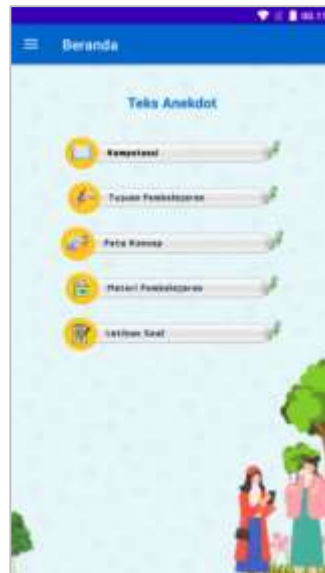 Beranda
Teks Anekdot
Kompetensi
Tujuan Pembelajaran
Peta Konsep
Materi Pembelajaran
Latihan Soal